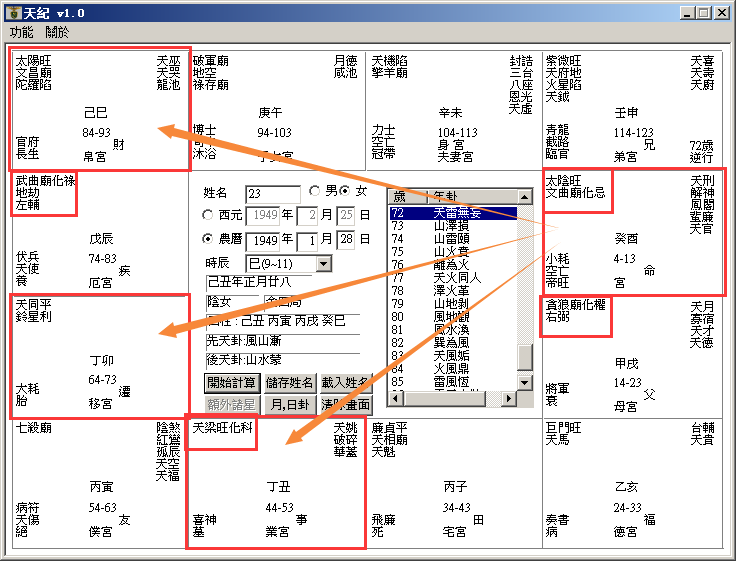 天紀 v1.0
功能 關於
太陽旺
文昌廟
陀羅陷
天巫
天哭
龍池
己巳
84-93
財
官府
長生
帛宮
破軍廟
地空
祿存廟
月德
咸池
庚午
博士
94-103
沐浴
天機陷
擎羊廟
封誥
三台
八座
恩光
天虛
辛未
力士
空亡
冠帶
104-113
身宮
夫妻宮
紫微旺
天府地
火星陷
天鉞
天喜
天壽
天廚
壬申
青龍
截路
臨官
114-123
兄
弟宮
72歲
逆行
武曲廟化祿
地劫
左輔
戊辰
伏兵
天使
養
74-83
疾
厄宮
太陰旺
文曲廟化忌
天刑
解神
鳳閣
蜚廉
天官
癸酉
小耗
空亡
帝旺
4-13
命
宮
天同平
鈴星利
丁卯
大耗
胎
64-73
遷
移宮
貪狼廟化權
右弼
天月
寡宿
天才
天德
甲戌
將軍
衰
14-23
父
母宮
七殺廟
陰煞
紅鸞
孤辰
天空
天福
丙寅
病符
天傷
絕
54-63
友
僕宮
天梁旺化科
天姚
破碎
華蓋
丁丑
喜神
墓
44-53
事
業宮
廉貞平
天相廟
天魁
丙子
飛廉
死
34-43
田
宅宮
巨門旺
天馬
台輔
天貴
乙亥
奏書
病
24-33
福
德宮
姓名 23 男 女
西元 1949 年 2 月 25 日
農曆 1949 年 1 月 28 日
時辰 巳(9~11)
己丑年正月廿八
陰女
四柱：己丑 丙寅 丙戌 癸巳
先天卦:風山漸
後天卦:山水蒙
開始計算 儲存姓名 載入姓名
額外諸星 月,日卦 清除畫面
歲 年卦
72 天雷無妄
73 山澤損
74 山雷頤
75 山火賁
76 離為火
77 天火同人
78 澤火革
79 山地剝
80 風地觀
81 風水渙
82 巽為風
83 天風姤
84 火風鼎
85 雷風恆